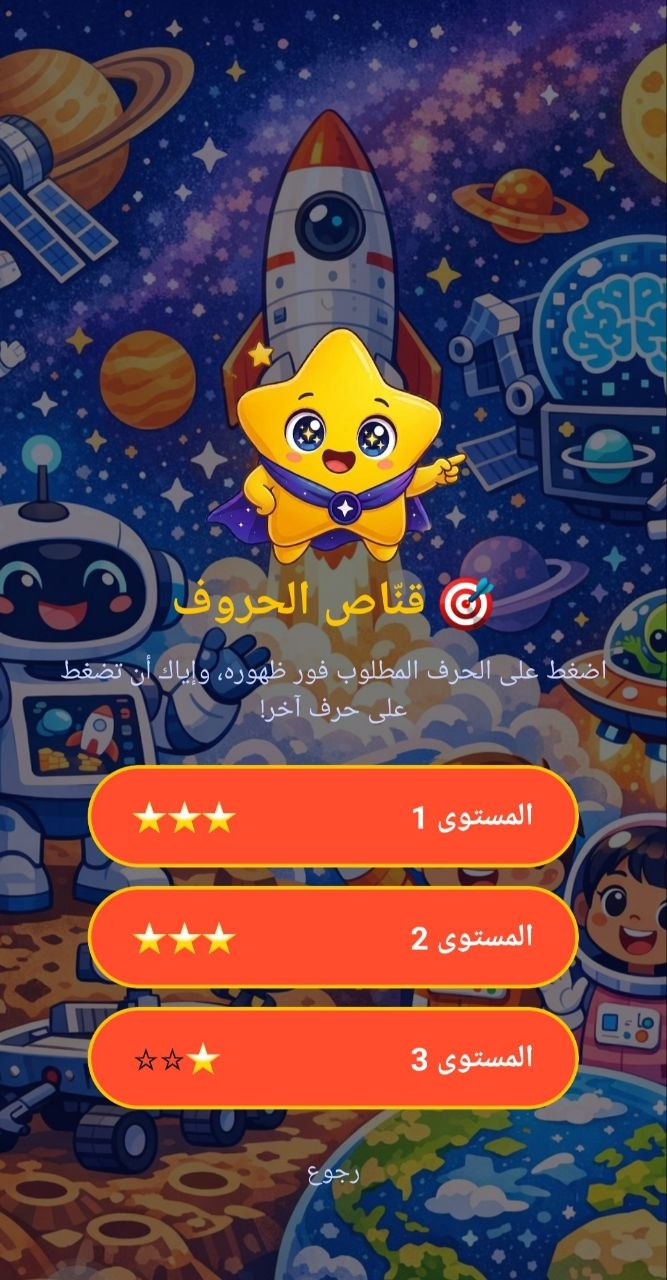 قنّاص الحروف
اضغط على الحرف المطلوب فور ظهوره، وإياك أن تضغط
على حرف آخر!
المستوى 1
المستوى 2
المستوى 3
رجوع